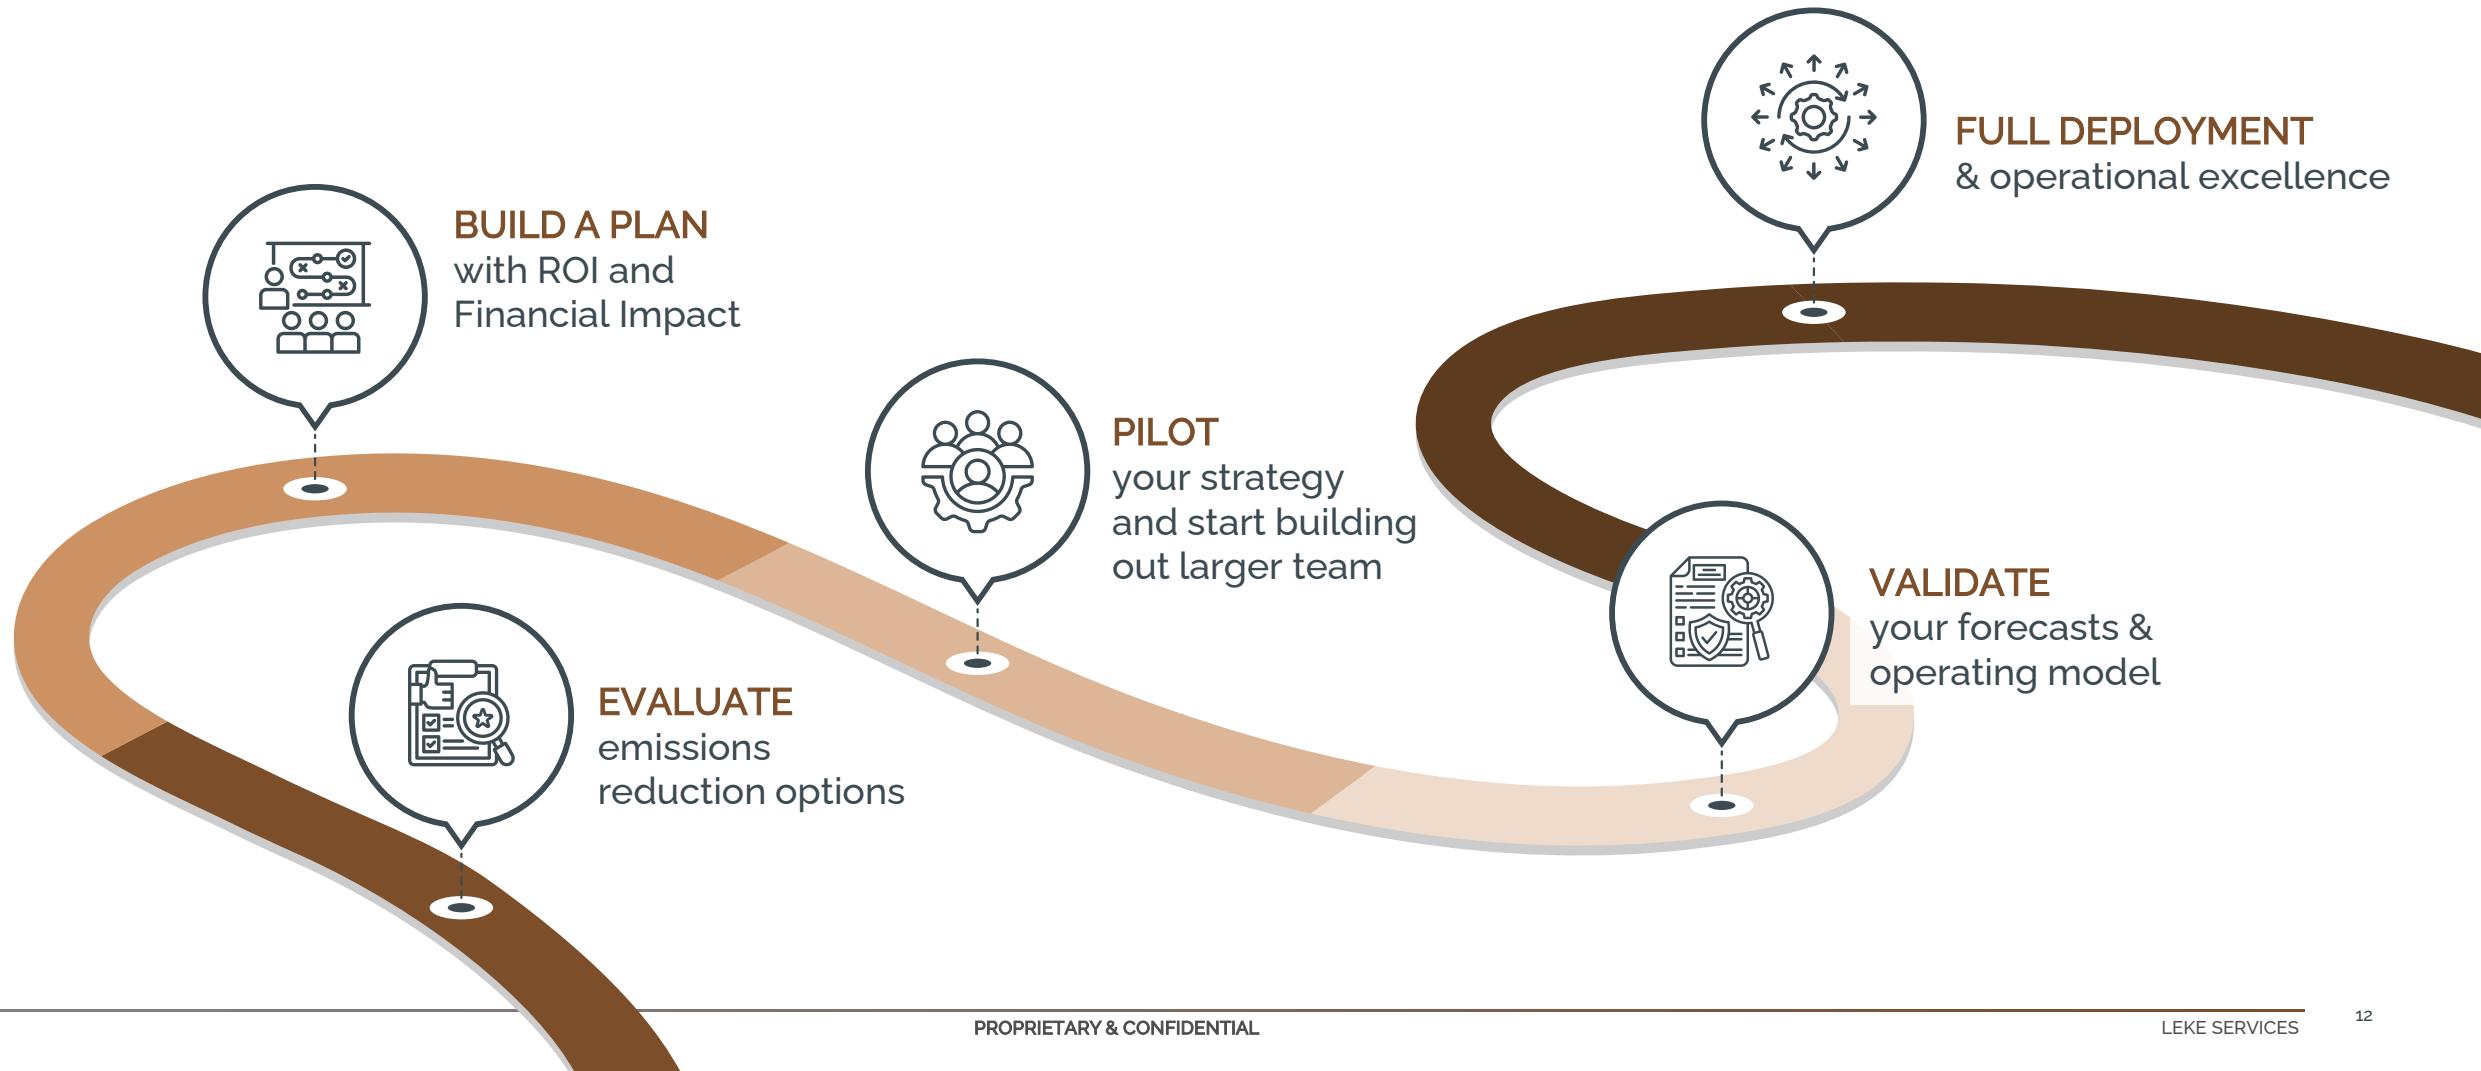 FULL DEPLOYMENT
& operational excellence
BUILD A PLAN
with ROI and
Financial Impact
PILOT
your strategy
and start building
out larger team
VALIDATE
your forecasts &
operating model
EVALUATE
emissions
reduction options
PROPRIETARY & CONFIDENTIAL
LEKE SERVICES
12